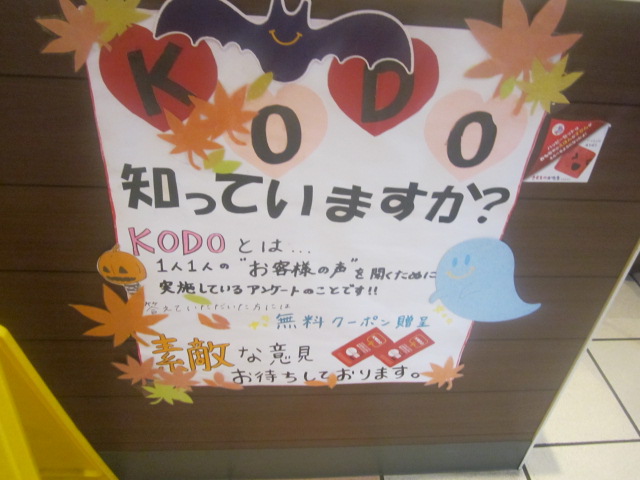 KODO
知っていますか?
KODOとは…
1人1人の"お客様の声"を聞くために
実施しているアンケートのことです!!
答えていただいた方には
無料クーポン贈呈
素敵な意見
お待ちしております。